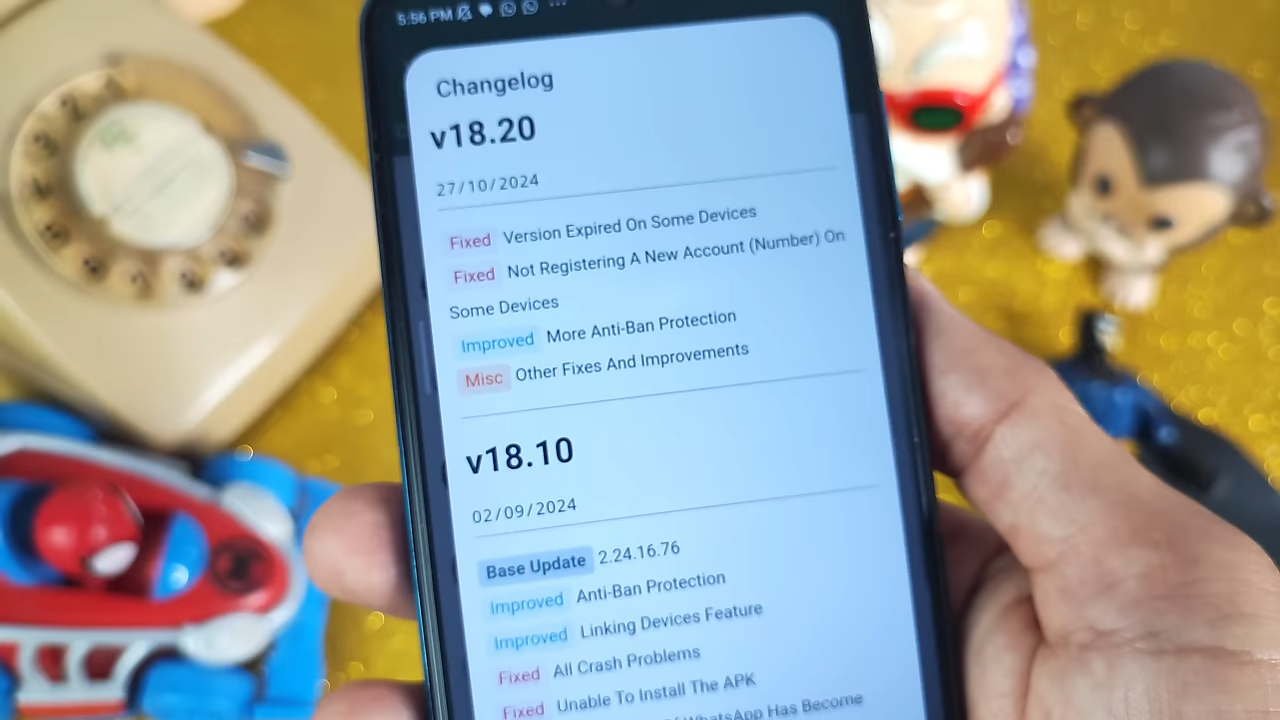 5:56 PM
Changelog
v18.20
27/10/2024
Fixed Version Expired On Some Devices
Fixed Not Registering A New Account (Number) On
Some Devices
Improved More Anti-Ban Protection
Misc Other Fixes And Improvements
v18.10
02/09/2024
Base Update 2.24.16.76
Improved Anti-Ban Protection
Improved Linking Devices Feature
Fixed All Crash Problems
Fixed Unable To Install The APK
WhatsApp Has Become